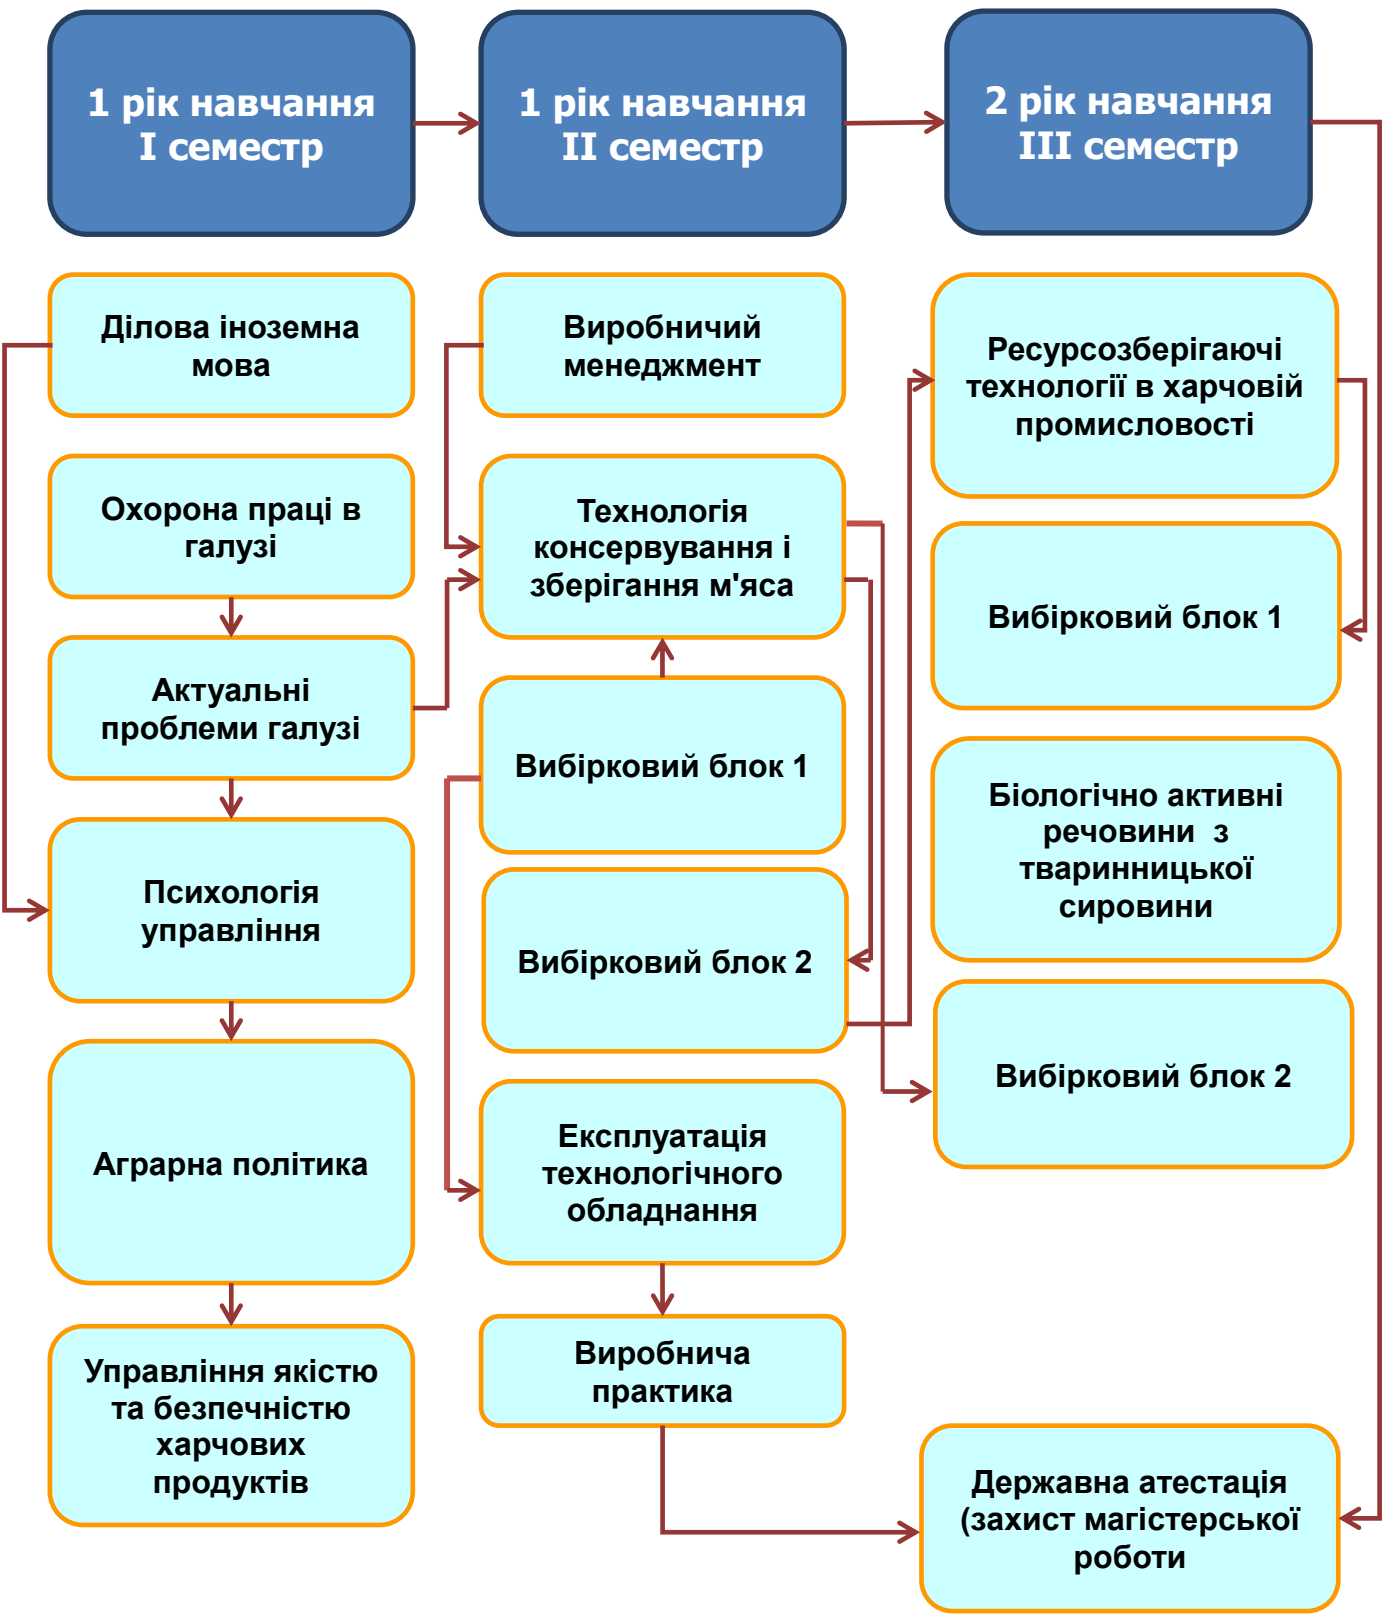 1 рік навчання
I семестр
1 рік навчання
II семестр
2 рік навчання
III семестр
Ділова іноземна
мова
Охорона праці в
галузі
Актуальні
проблеми галузі
Психологія
управління
Аграрна політика
Управління якістю
та безпечністю
харчових
продуктів
Виробничий
менеджмент
Технологія
консервування і
зберігання м'яса
Вибірковий блок 1
Вибірковий блок 2
Експлуатація
технологічного
обладнання
Виробнича
практика
Ресурсозберігаючі
технології в харчовій
промисловості
Вибірковий блок 1
Біологічно активні
речовини з
тваринницької
сировини
Вибірковий блок 2
Державна атестація
(захист магістерської
роботи